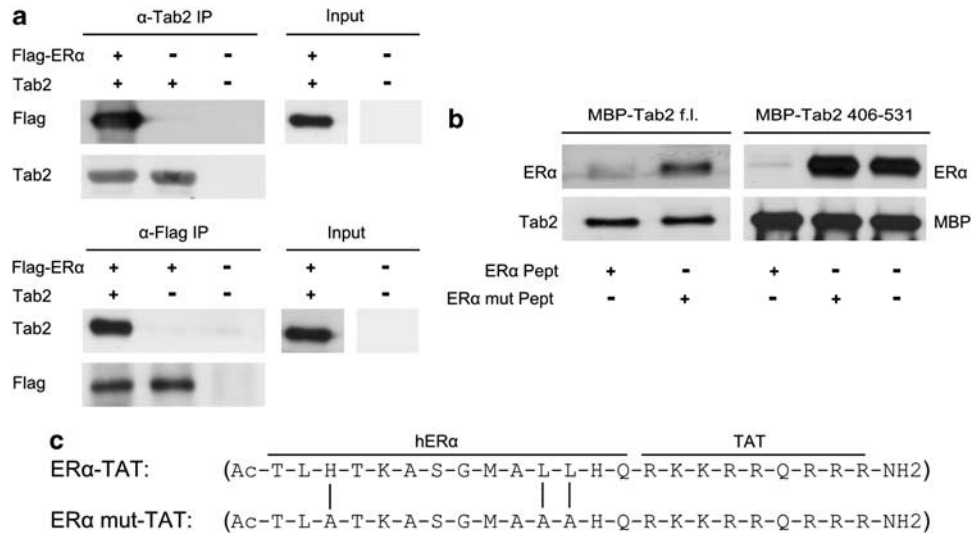 a
α-Tab2 IP Input
Flag-ERα + - - + -
Tab2 + + - + -
Flag
Tab2
α-Flag IP Input
Flag-ERα + + - + -
Tab2 + - - + -
Tab2
Flag
b
MBP-Tab2 f.l. MBP-Tab2 406-531
ERα ERα
Tab2 MBP
ERα Pept + - + - -
ERα mut Pept - + - + -
c
hERα TAT
ERα-TAT: (Ac-T-L-H-T-K-A-S-G-M-A-L-L-H-Q-R-K-K-R-R-Q-R-R-R-NH2)
ERα mut-TAT: (Ac-T-L-A-T-K-A-S-G-M-A-A-A-H-Q-R-K-K-R-R-Q-R-R-R-NH2)